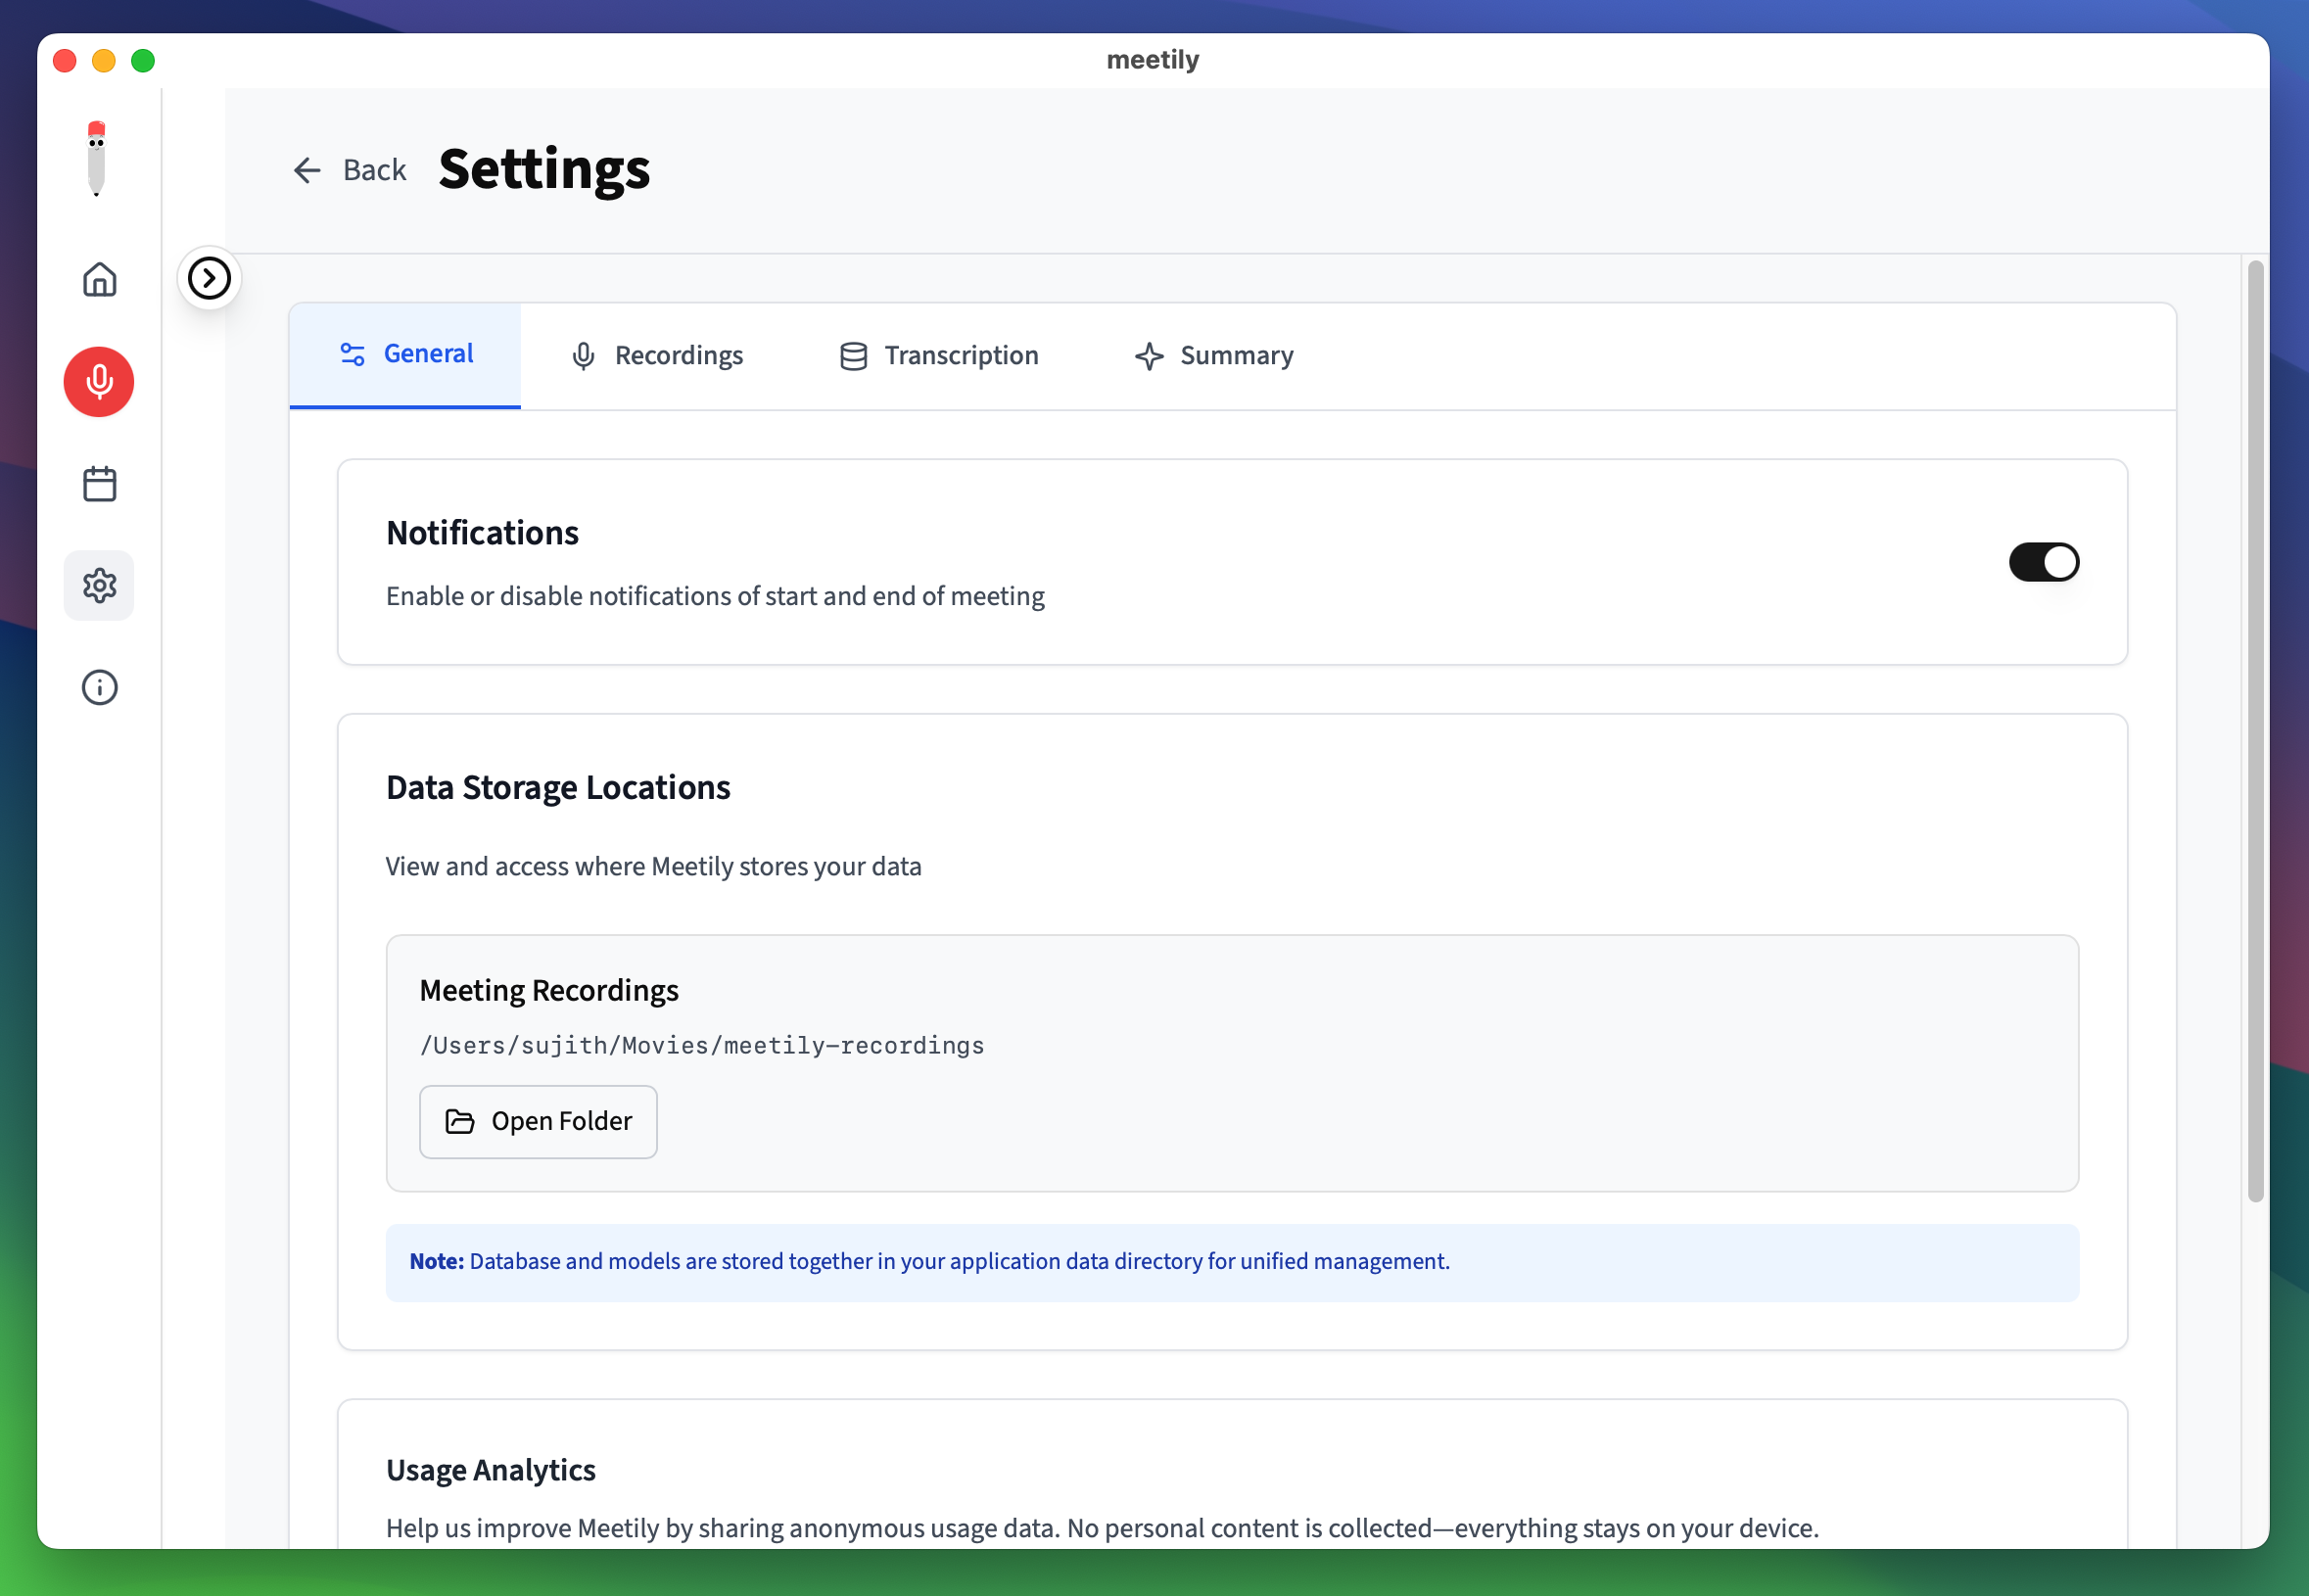 meetily
Back
Settings
General
Recordings
Transcription
Summary
Notifications
Enable or disable notifications of start and end of meeting
Data Storage Locations
View and access where Meetily stores your data
Meeting Recordings
/Users/sujith/Movies/meetily-recordings
Open Folder
Note: Database and models are stored together in your application data directory for unified management.
Usage Analytics
Help us improve Meetily by sharing anonymous usage data. No personal content is collected—everything stays on your device.